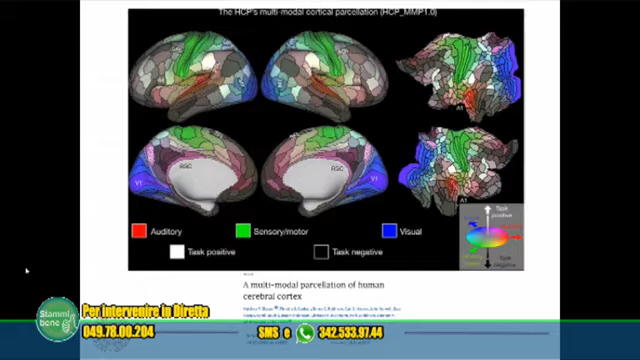 The HCP's multi-modal cortical parcellation (HCP_MMP1.0)
A1
RSC
RSC
V1
V1
A1
Task positive
Task negative
Auditory
Sensory/motor
Visual
Task positive
Task negative
A multi-modal parcellation of human
cerebral cortex
Stammi bene
Per intervenire in Diretta
049.78.00.204
SMS e 342.533.97.44